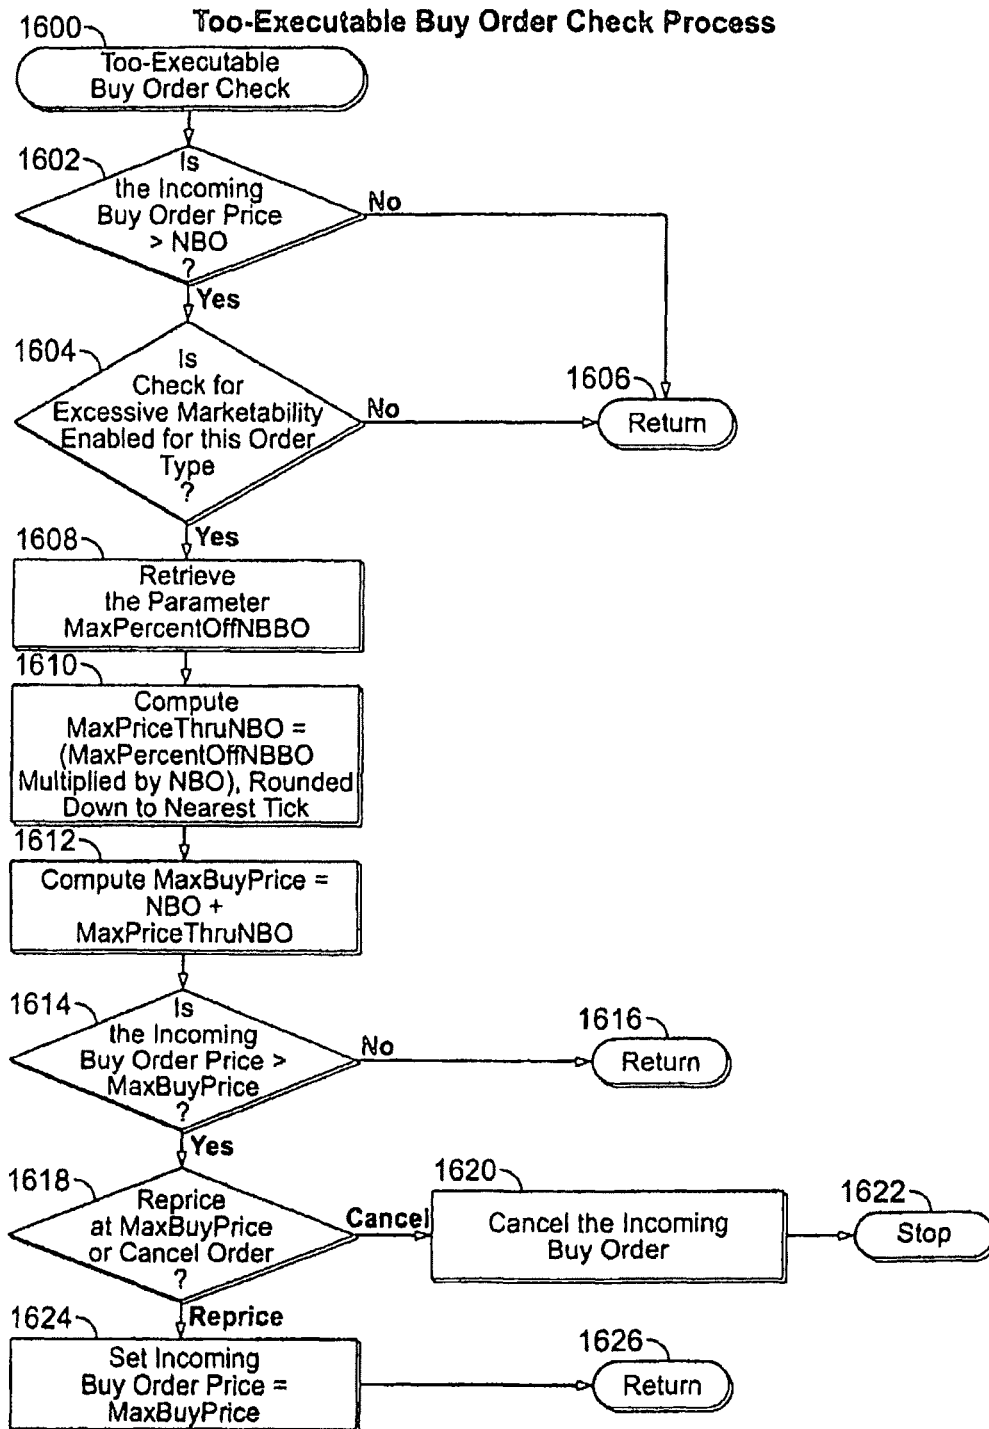 Too-Executable Buy Order Check Process
1600
Too-Executable
Buy Order Check
1602
Is
the Incoming
Buy Order Price
> NBO
?
No
Yes
1604
Is
Check for
Excessive Marketability
Enabled for this Order
Type
?
No
1606
Return
Yes
1608
Retrieve
the Parameter
MaxPercentOffNBBO
1610
Compute
MaxPriceThruNBO =
(MaxPercentOffNBBO
Multiplied by NBO), Rounded
Down to Nearest Tick
1612
Compute MaxBuyPrice =
NBO +
MaxPriceThruNBO
1614
Is
the Incoming
Buy Order Price >
MaxBuyPrice
?
No
1616
Return
Yes
1618
Reprice
at MaxBuyPrice
or Cancel Order
?
Cancel
1620
Cancel the Incoming
Buy Order
1622
Stop
Reprice
1624
Set Incoming
Buy Order Price =
MaxBuyPrice
1626
Return